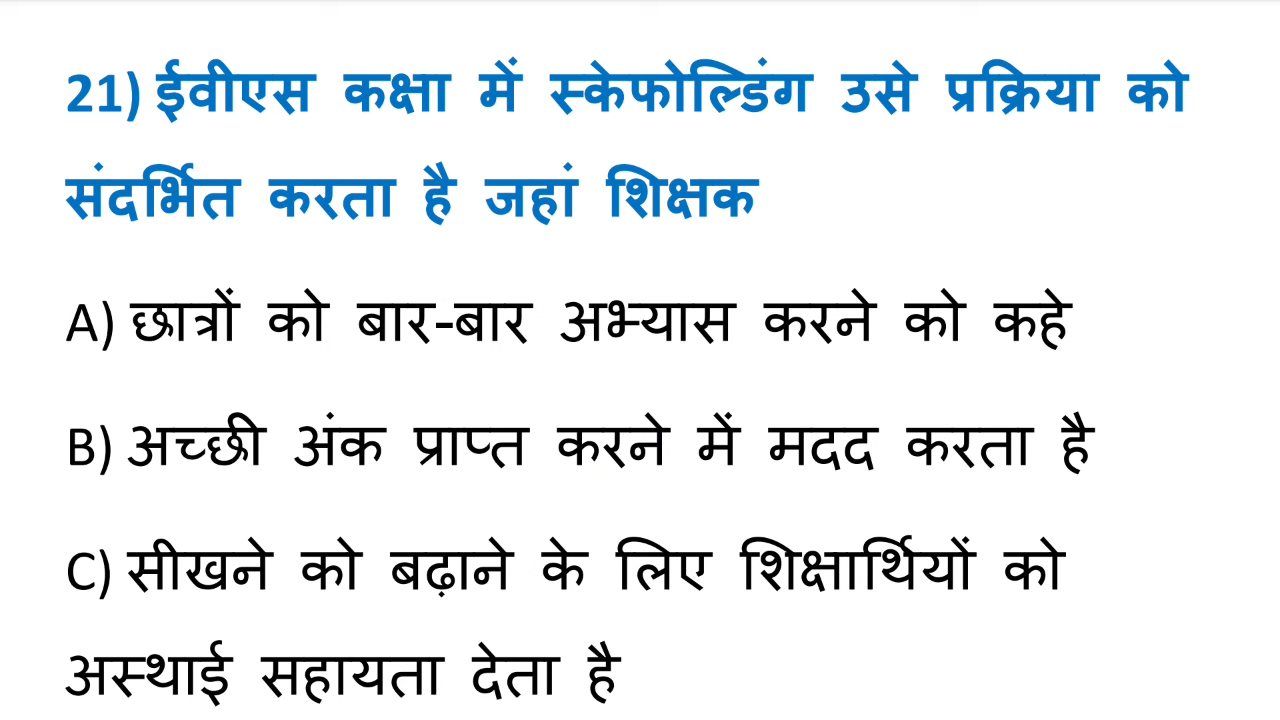 21) ईवीएस कक्षा में स्केफोल्डिंग उसे प्रक्रिया को
संदर्भित करता है जहां शिक्षक
A) छात्रों को बार-बार अभ्यास करने को कहे
B) अच्छी अंक प्राप्त करने में मदद करता है
C) सीखने को बढ़ाने के लिए शिक्षार्थियों को
अस्थाई सहायता देता है